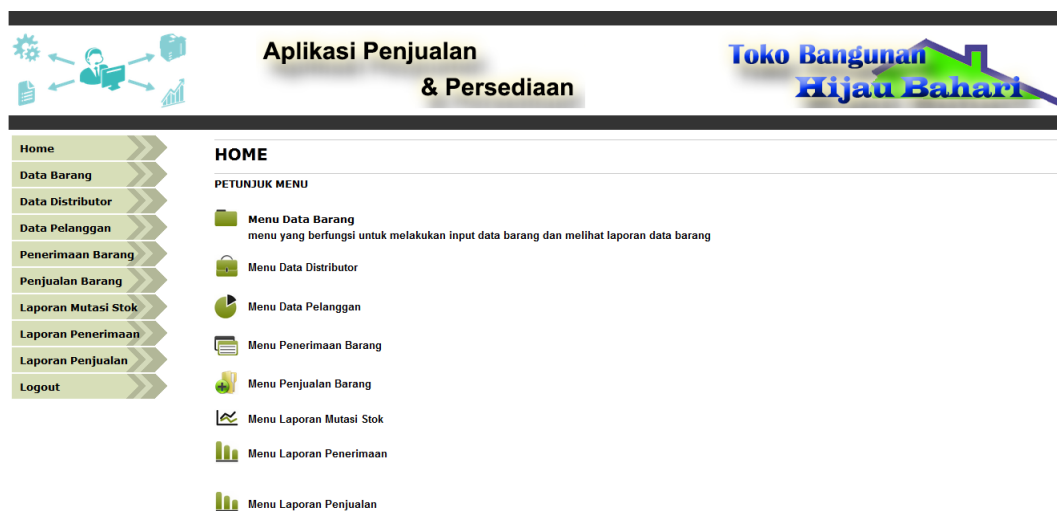 Aplikasi Penjualan
& Persediaan
Toko Bangunan
Hijau Bahari
Home
Data Barang
Data Distributor
Data Pelanggan
Penerimaan Barang
Penjualan Barang
Laporan Mutasi Stok
Laporan Penerimaan
Laporan Penjualan
Logout
HOME
PETUNJUK MENU
Menu Data Barang
menu yang berfungsi untuk melakukan input data barang dan melihat laporan data barang
Menu Data Distributor
Menu Data Pelanggan
Menu Penerimaan Barang
Menu Penjualan Barang
Menu Laporan Mutasi Stok
Menu Laporan Penerimaan
Menu Laporan Penjualan